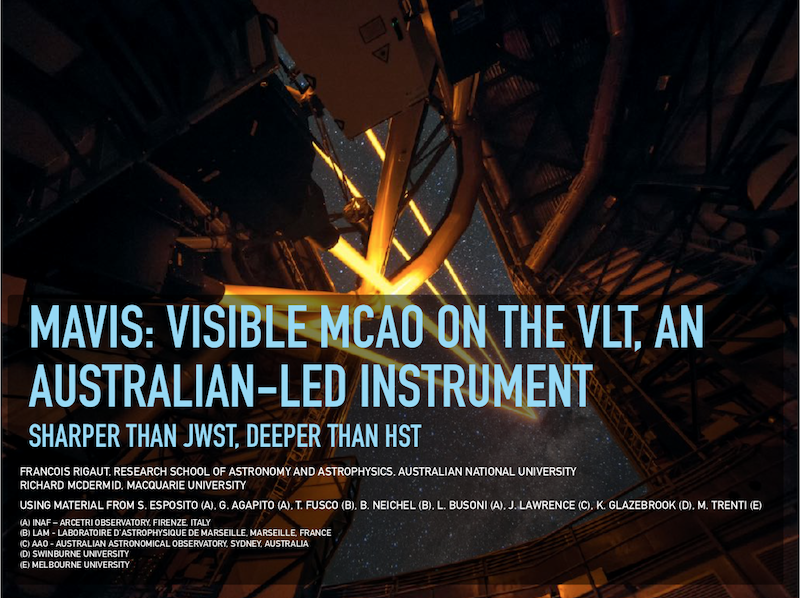 MAVIS: VISIBLE MCAO ON THE VLT, AN
AUSTRALIAN-LED INSTRUMENT
SHARPER THAN JWST, DEEPER THAN HST
FRANCOIS RIGAUT, RESEARCH SCHOOL OF ASTRONOMY AND ASTROPHYSICS, AUSTRALIAN NATIONAL UNIVERSITY
RICHARD MCDERMID, MACQUARIE UNIVERSITY
USING MATERIAL FROM S. ESPOSITO (A), G. AGAPITO (A), T. FUSCO (B), B. NEICHEL (B), L. BUSONI (A), J. LAWRENCE (C), K. GLAZEBROOK (D), M. TRENTI (E)
(A) INAF – ARCETRI OBSERVATORY, FIRENZE, ITALY
(B) LAM - LABORATOIRE D'ASTROPHYSIQUE DE MARSEILLE, MARSEILLE, FRANCE
(C) AAO - AUSTRALIAN ASTRONOMICAL OBSERVATORY, SYDNEY, AUSTRALIA
(D) SWINBURNE UNIVERSITY
(E) MELBOURNE UNIVERSITY